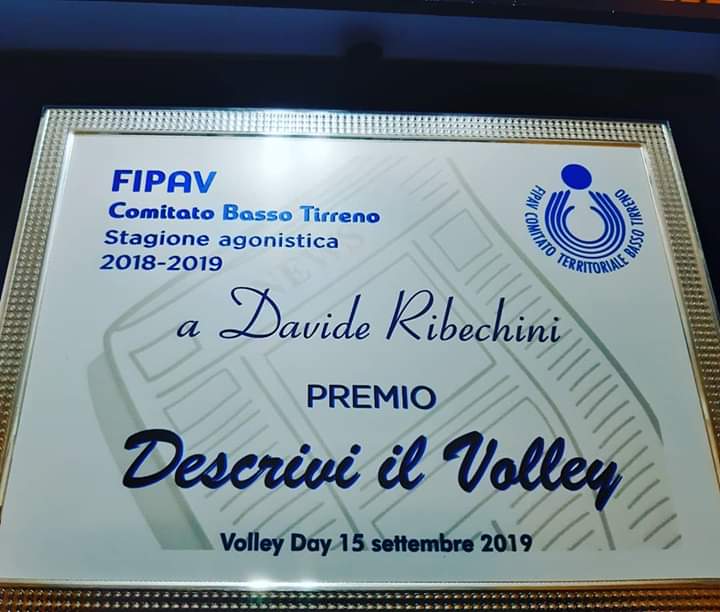 FIPAV
Comitato Basso Tirreno
Stagione agonistica
2018-2019
FIPAV COMITATO TERRITORIALE BASSO TIRRENO
NEWS
a Davide Ribechini
PREMIO
Descrivi il Volley
Volley Day 15 settembre 2019